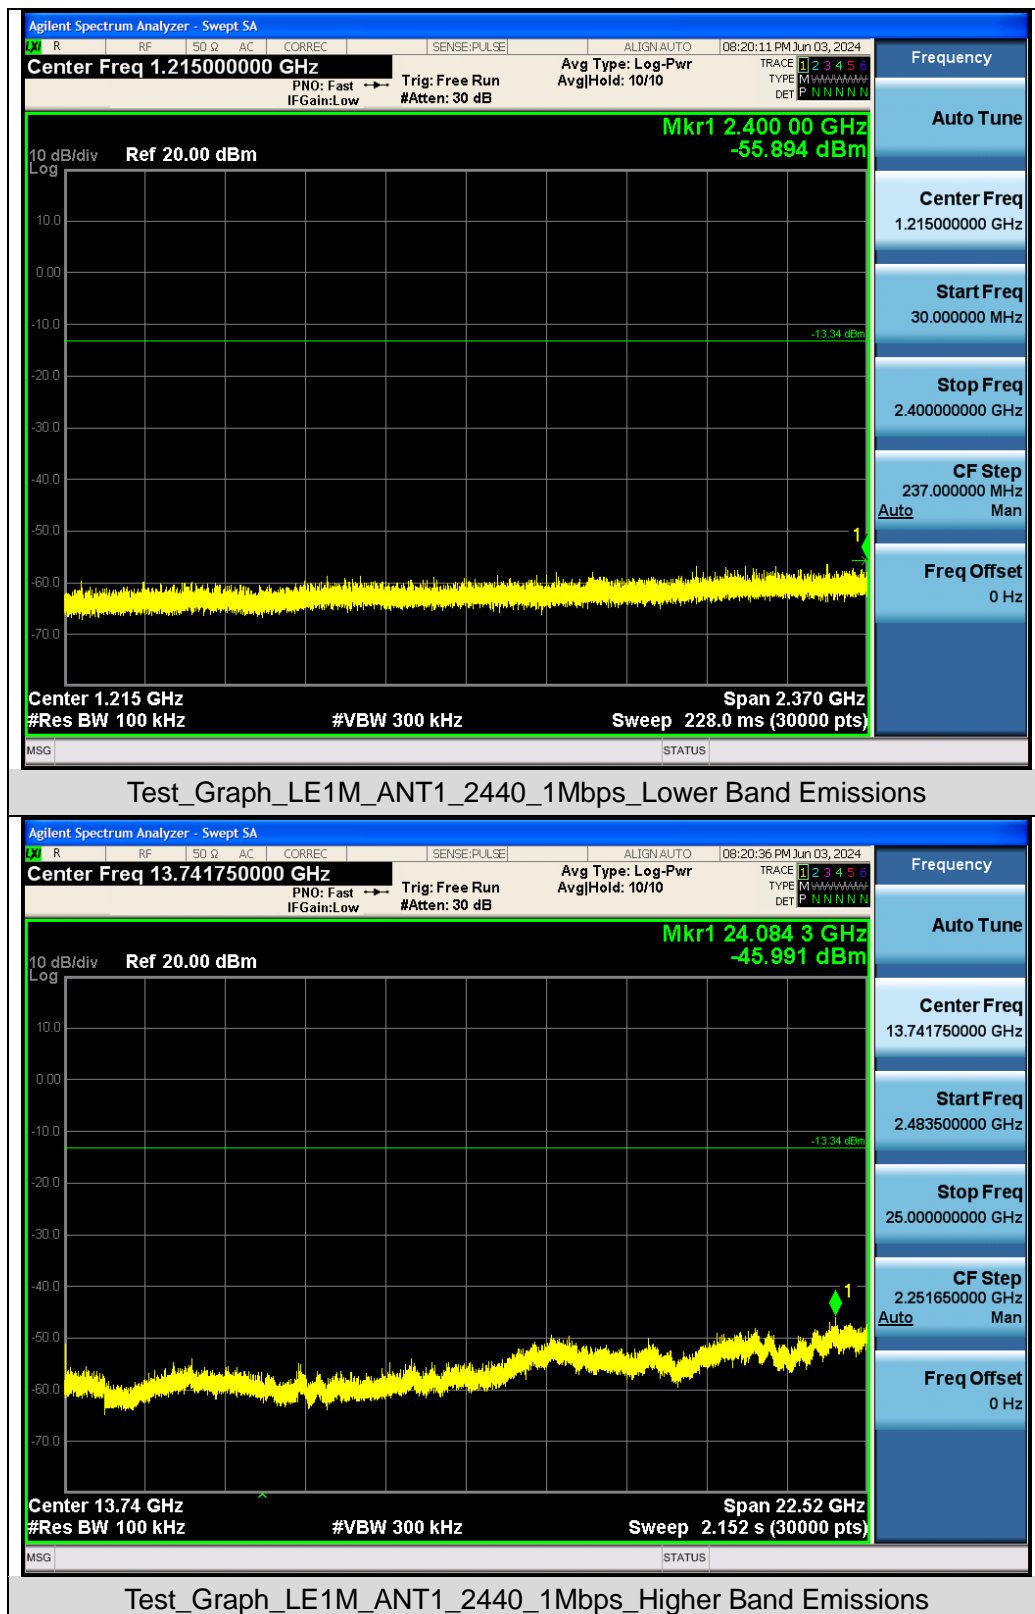 Agilent Spectrum Analyzer - Swept SA
LXI R RF 50 Ω AC CORREC SENSE:PULSE ALIGN AUTO 08:20:11 PM Jun 03, 2024
Center Freq 1.215000000 GHz
PNO: Fast
IFGain:Low
Trig: Free Run
#Atten: 30 dB
Avg Type: Log-Pwr
Avg|Hold: 10/10
TRACE 1 2 3 4 5 6
TYPE M WWWWW
DET P N N N N N
Mkr1 2.400 00 GHz
-55.894 dBm
10 dB/div Ref 20.00 dBm
Log
10.0
0.00
-10.0
-13.34 dBm
-20.0
-30.0
-40.0
-50.0
1
-60.0
-70.0
Center 1.215 GHz Span 2.370 GHz
#Res BW 100 kHz #VBW 300 kHz Sweep 228.0 ms (30000 pts)
MSG STATUS
Frequency
Auto Tune
Center Freq
1.215000000 GHz
Start Freq
30.000000 MHz
Stop Freq
2.400000000 GHz
CF Step
237.000000 MHz
Auto Man
Freq Offset
0 Hz
Test_Graph_LE1M_ANT1_2440_1Mbps_Lower Band Emissions
Agilent Spectrum Analyzer - Swept SA
LXI R RF 50 Ω AC CORREC SENSE:PULSE ALIGN AUTO 08:20:36 PM Jun 03, 2024
Center Freq 13.741750000 GHz
PNO: Fast
IFGain:Low
Trig: Free Run
#Atten: 30 dB
Avg Type: Log-Pwr
Avg|Hold: 10/10
TRACE 1 2 3 4 5 6
TYPE M WWWWW
DET P N N N N N
Mkr1 24.084 3 GHz
-45.991 dBm
10 dB/div Ref 20.00 dBm
Log
10.0
0.00
-10.0
-13.34 dBm
-20.0
-30.0
-40.0
1
-50.0
-60.0
-70.0
Center 13.74 GHz Span 22.52 GHz
#Res BW 100 kHz #VBW 300 kHz Sweep 2.152 s (30000 pts)
MSG STATUS
Frequency
Auto Tune
Center Freq
13.741750000 GHz
Start Freq
2.483500000 GHz
Stop Freq
25.000000000 GHz
CF Step
2.251650000 GHz
Auto Man
Freq Offset
0 Hz
Test_Graph_LE1M_ANT1_2440_1Mbps_Higher Band Emissions